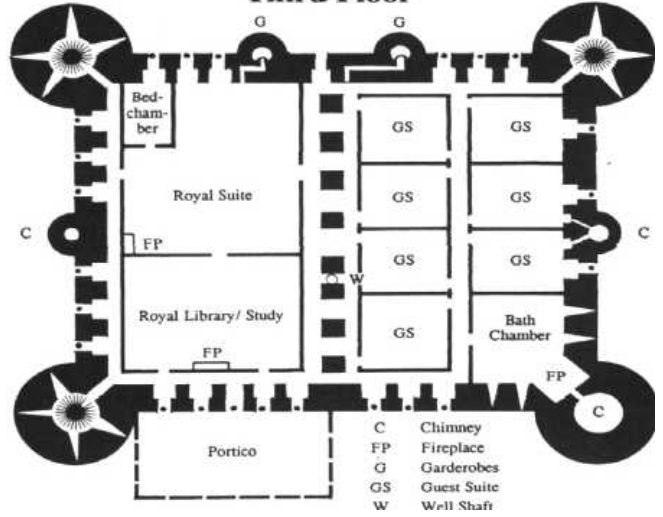 Third Floor
G
G
Bed-
cham-
ber
GS
GS
Royal Suite
GS
GS
C
C
FP
GS
GS
W
Royal Library/ Study
GS
Bath
Chamber
FP
FP
C
Portico
C Chimney
FP Fireplace
G Garderobes
GS Guest Suite
W Well Shaft